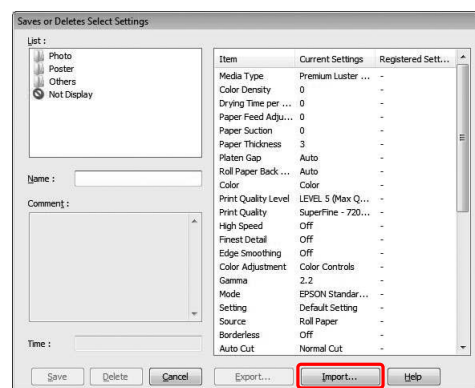 Saves or Deletes Select Settings
List :
Photo
Poster
Others
Not Display
Name :
Comment :
Time :
Item Current Settings Registered Sett...
Media Type Premium Luster ... -
Color Density 0 -
Drying Time per ... 0 -
Paper Feed Adju... 0 -
Paper Suction 0 -
Paper Thickness 3 -
Platen Gap Auto -
Roll Paper Back ... Auto -
Color Color -
Print Quality Level LEVEL 5 (Max Q... -
Print Quality SuperFine - 720... -
High Speed Off -
Finest Detail Off -
Edge Smoothing Off -
Color Adjustment Color Controls -
Gamma 2.2 -
Mode EPSON Standar... -
Setting Default Setting -
Source Roll Paper -
Borderless Off -
Auto Cut Normal Cut -
Save Delete Cancel Export... Import... Help